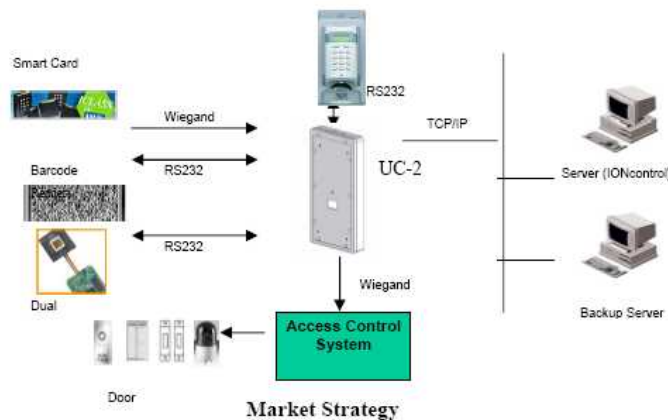 Smart Card
RS232
Wiegand
TCP/IP
UC-2
RS232
Server (IONcontrol)
Barcode
RS232
Dual
Wiegand
Backup Server
Access Control
System
Door
Market Strategy